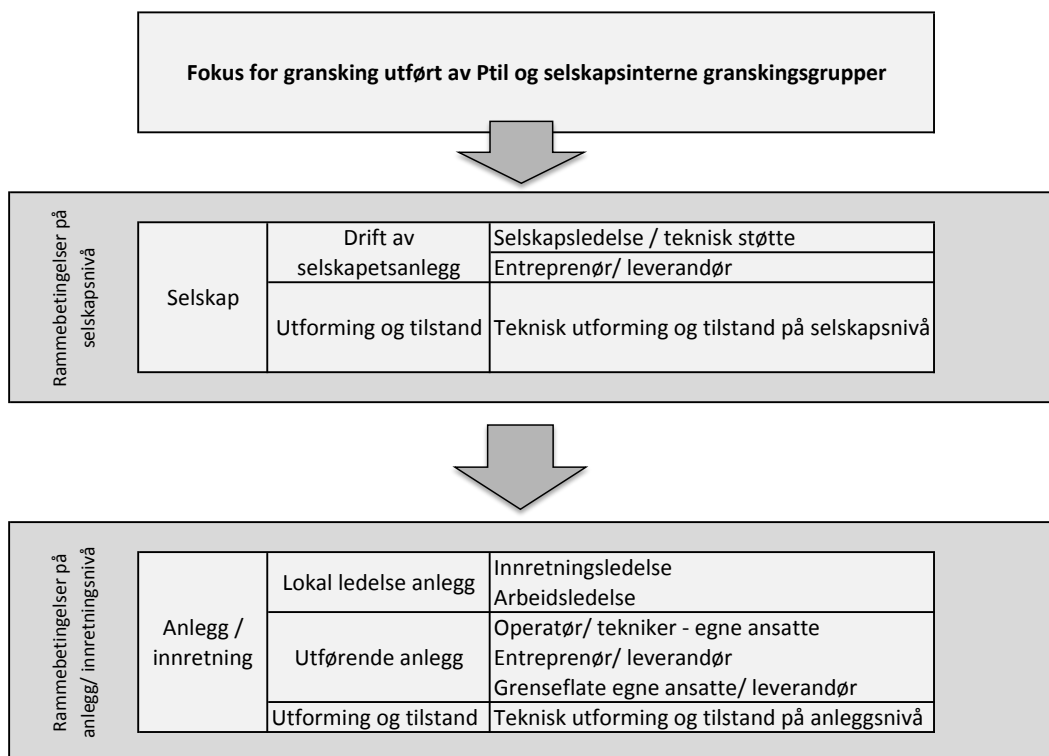 Fokus for gransking utført av Ptil og selskapsinterne granskingsgrupper
Rammebetingelser på
selskapsnivå
Selskap
Drift av
selskapetsanlegg
Selskapsledelse / teknisk støtte
Entreprenør/ leverandør
Utforming og tilstand
Teknisk utforming og tilstand på selskapsnivå
Rammebetingelser på
anlegg/ innretningsnivå
Anlegg /
innretning
Lokal ledelse anlegg
Innretningsledelse
Arbeidsledelse
Utførende anlegg
Operatør/ tekniker - egne ansatte
Entreprenør/ leverandør
Grenseflate egne ansatte/ leverandør
Utforming og tilstand
Teknisk utforming og tilstand på anleggsnivå